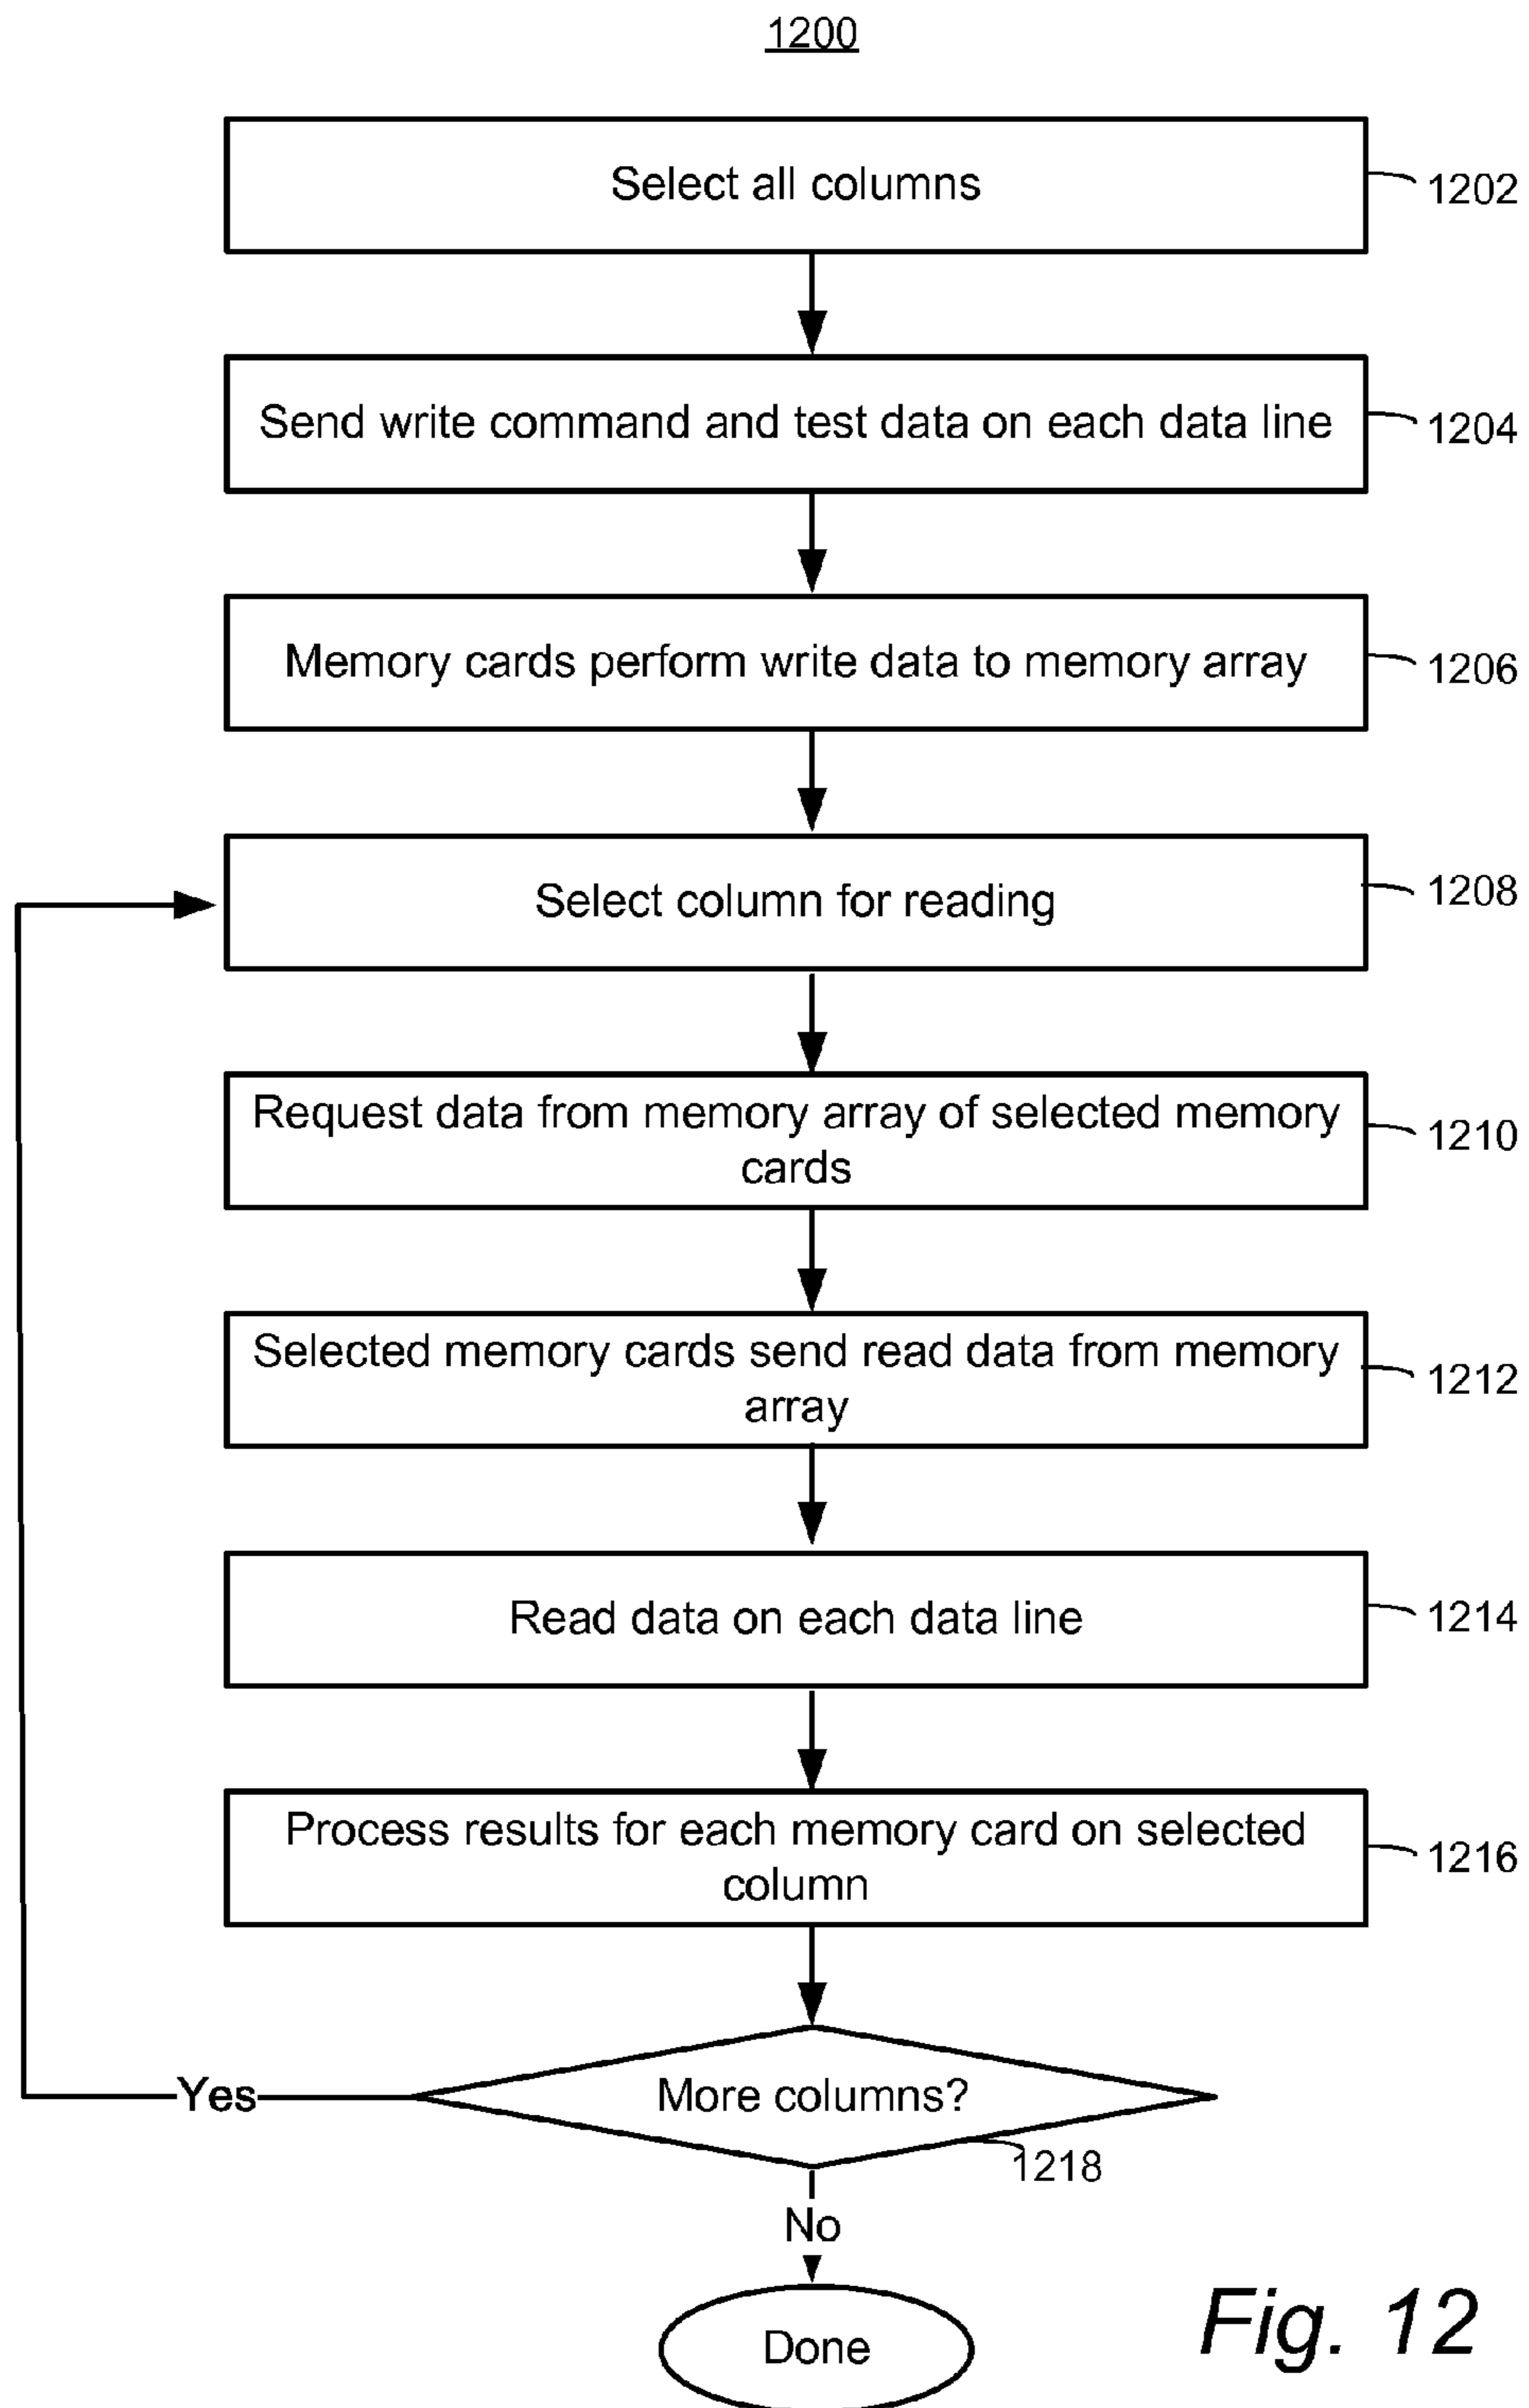 1200
Select all columns
1202
Send write command and test data on each data line
1204
Memory cards perform write data to memory array
1206
Select column for reading
1208
Request data from memory array of selected memory
cards
1210
Selected memory cards send read data from memory
array
1212
Read data on each data line
1214
Process results for each memory card on selected
column
1216
More columns?
Yes
1218
No
Done
Fig. 12